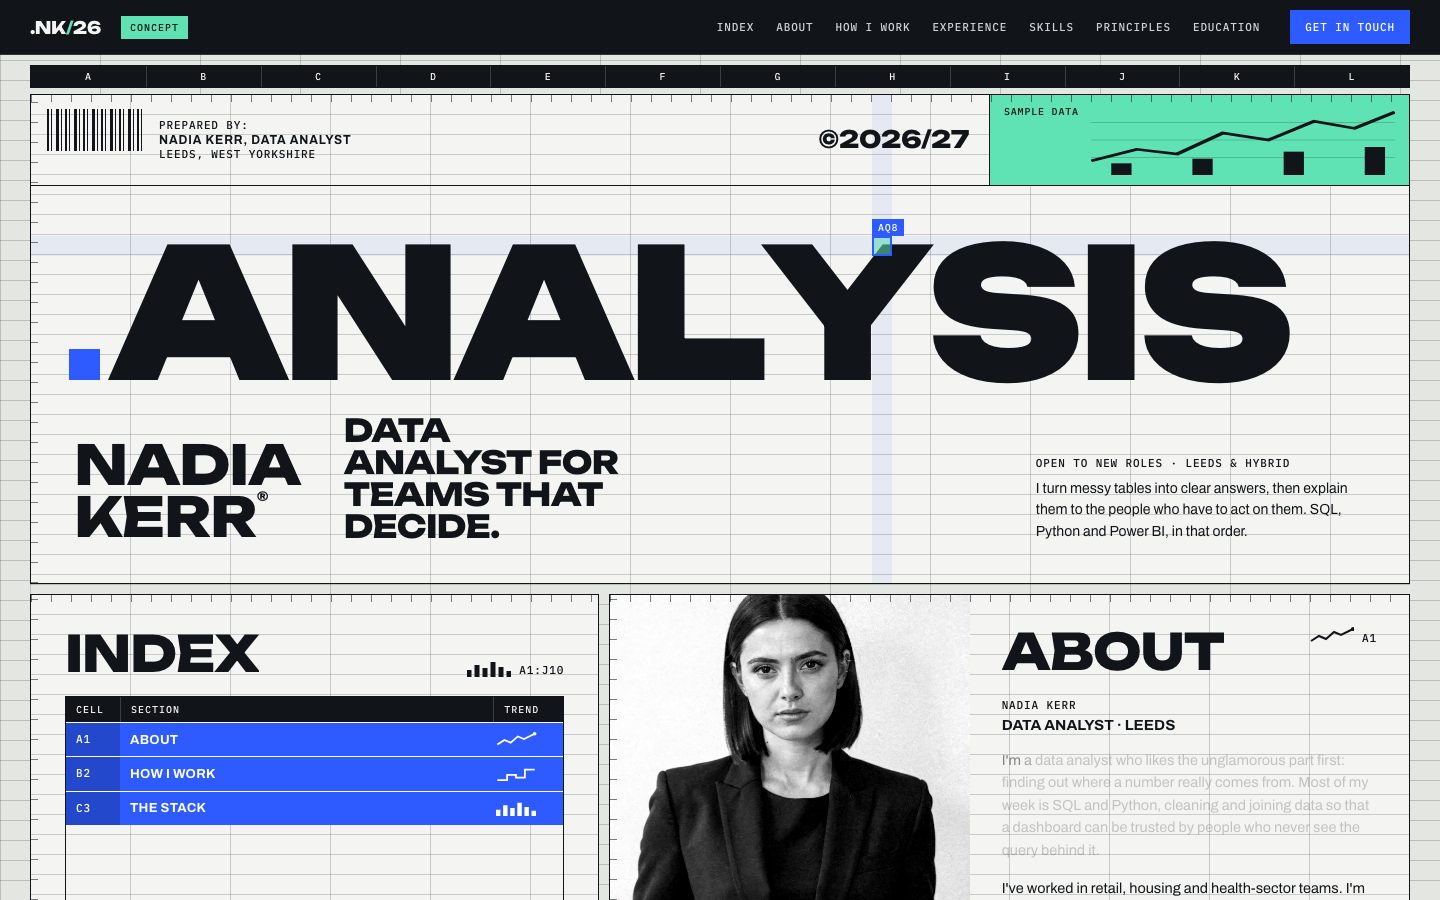 .NK/26
CONCEPT
INDEX
ABOUT
HOW I WORK
EXPERIENCE
SKILLS
PRINCIPLES
EDUCATION
GET IN TOUCH
A B C D E F G H I J K L
PREPARED BY:
NADIA KERR, DATA ANALYST
LEEDS, WEST YORKSHIRE
©2026/27
SAMPLE DATA
AQ8
.ANALYSIS
NADIA
KERR®
DATA
ANALYST FOR
TEAMS THAT
DECIDE.
OPEN TO NEW ROLES · LEEDS & HYBRID
I turn messy tables into clear answers, then explain
them to the people who have to act on them. SQL,
Python and Power BI, in that order.
INDEX
A1:J10
CELL SECTION TREND
A1 ABOUT
B2 HOW I WORK
C3 THE STACK
ABOUT
A1
NADIA KERR
DATA ANALYST · LEEDS
I'm a data analyst who likes the unglamorous part first:
finding out where a number really comes from. Most of my
week is SQL and Python, cleaning and joining data so that
a dashboard can be trusted by people who never see the
query behind it.
I've worked in retail, housing and health-sector teams. I'm